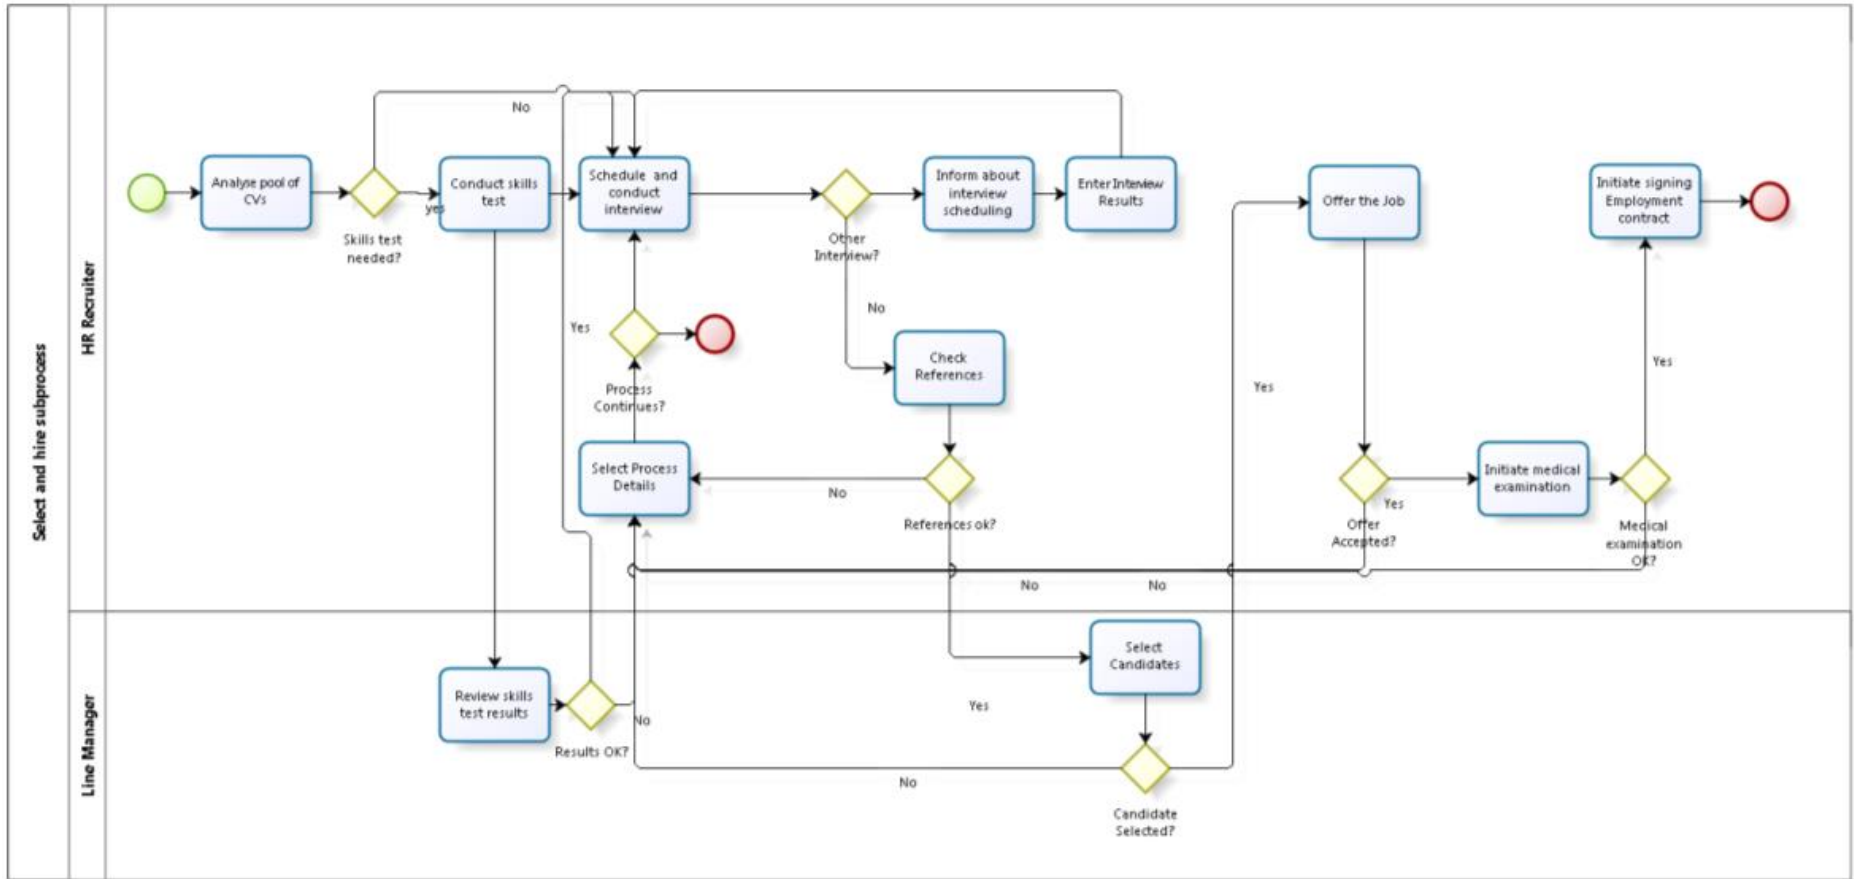 Select and hire subprocess
HR Recruiter
No
Analyse pool of
CVs
yes
Skills test
needed?
Conduct skills
test
Schedule and
conduct
interview
Other
Interview?
Inform about
interview
scheduling
Enter Interview
Results
Offer the Job
Initiate signing
Employment
contract
No
Yes
Process
Continues?
Check
References
Yes
Yes
Select Process
Details
No
References ok?
Yes
Offer
Accepted?
Initiate medical
examination
Medical
examination
OK?
No
No
Line Manager
Select
Candidates
Review skills
test results
No
Results OK?
Yes
No
Candidate
Selected?